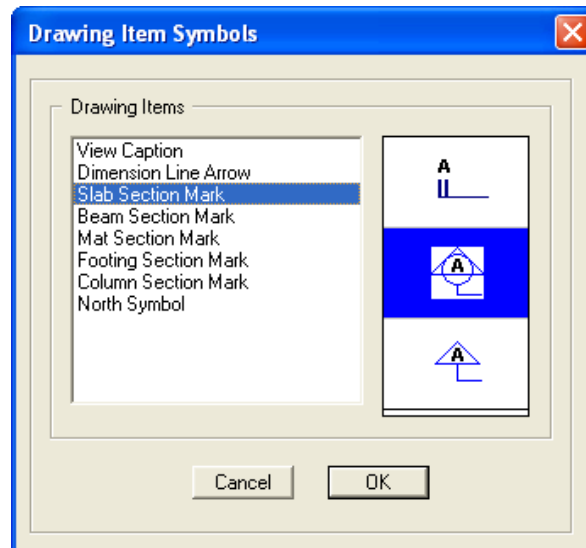 Drawing Item Symbols
Drawing Items
View Caption
Dimension Line Arrow
Slab Section Mark
Beam Section Mark
Mat Section Mark
Footing Section Mark
Column Section Mark
North Symbol
A
A
A
Cancel
OK